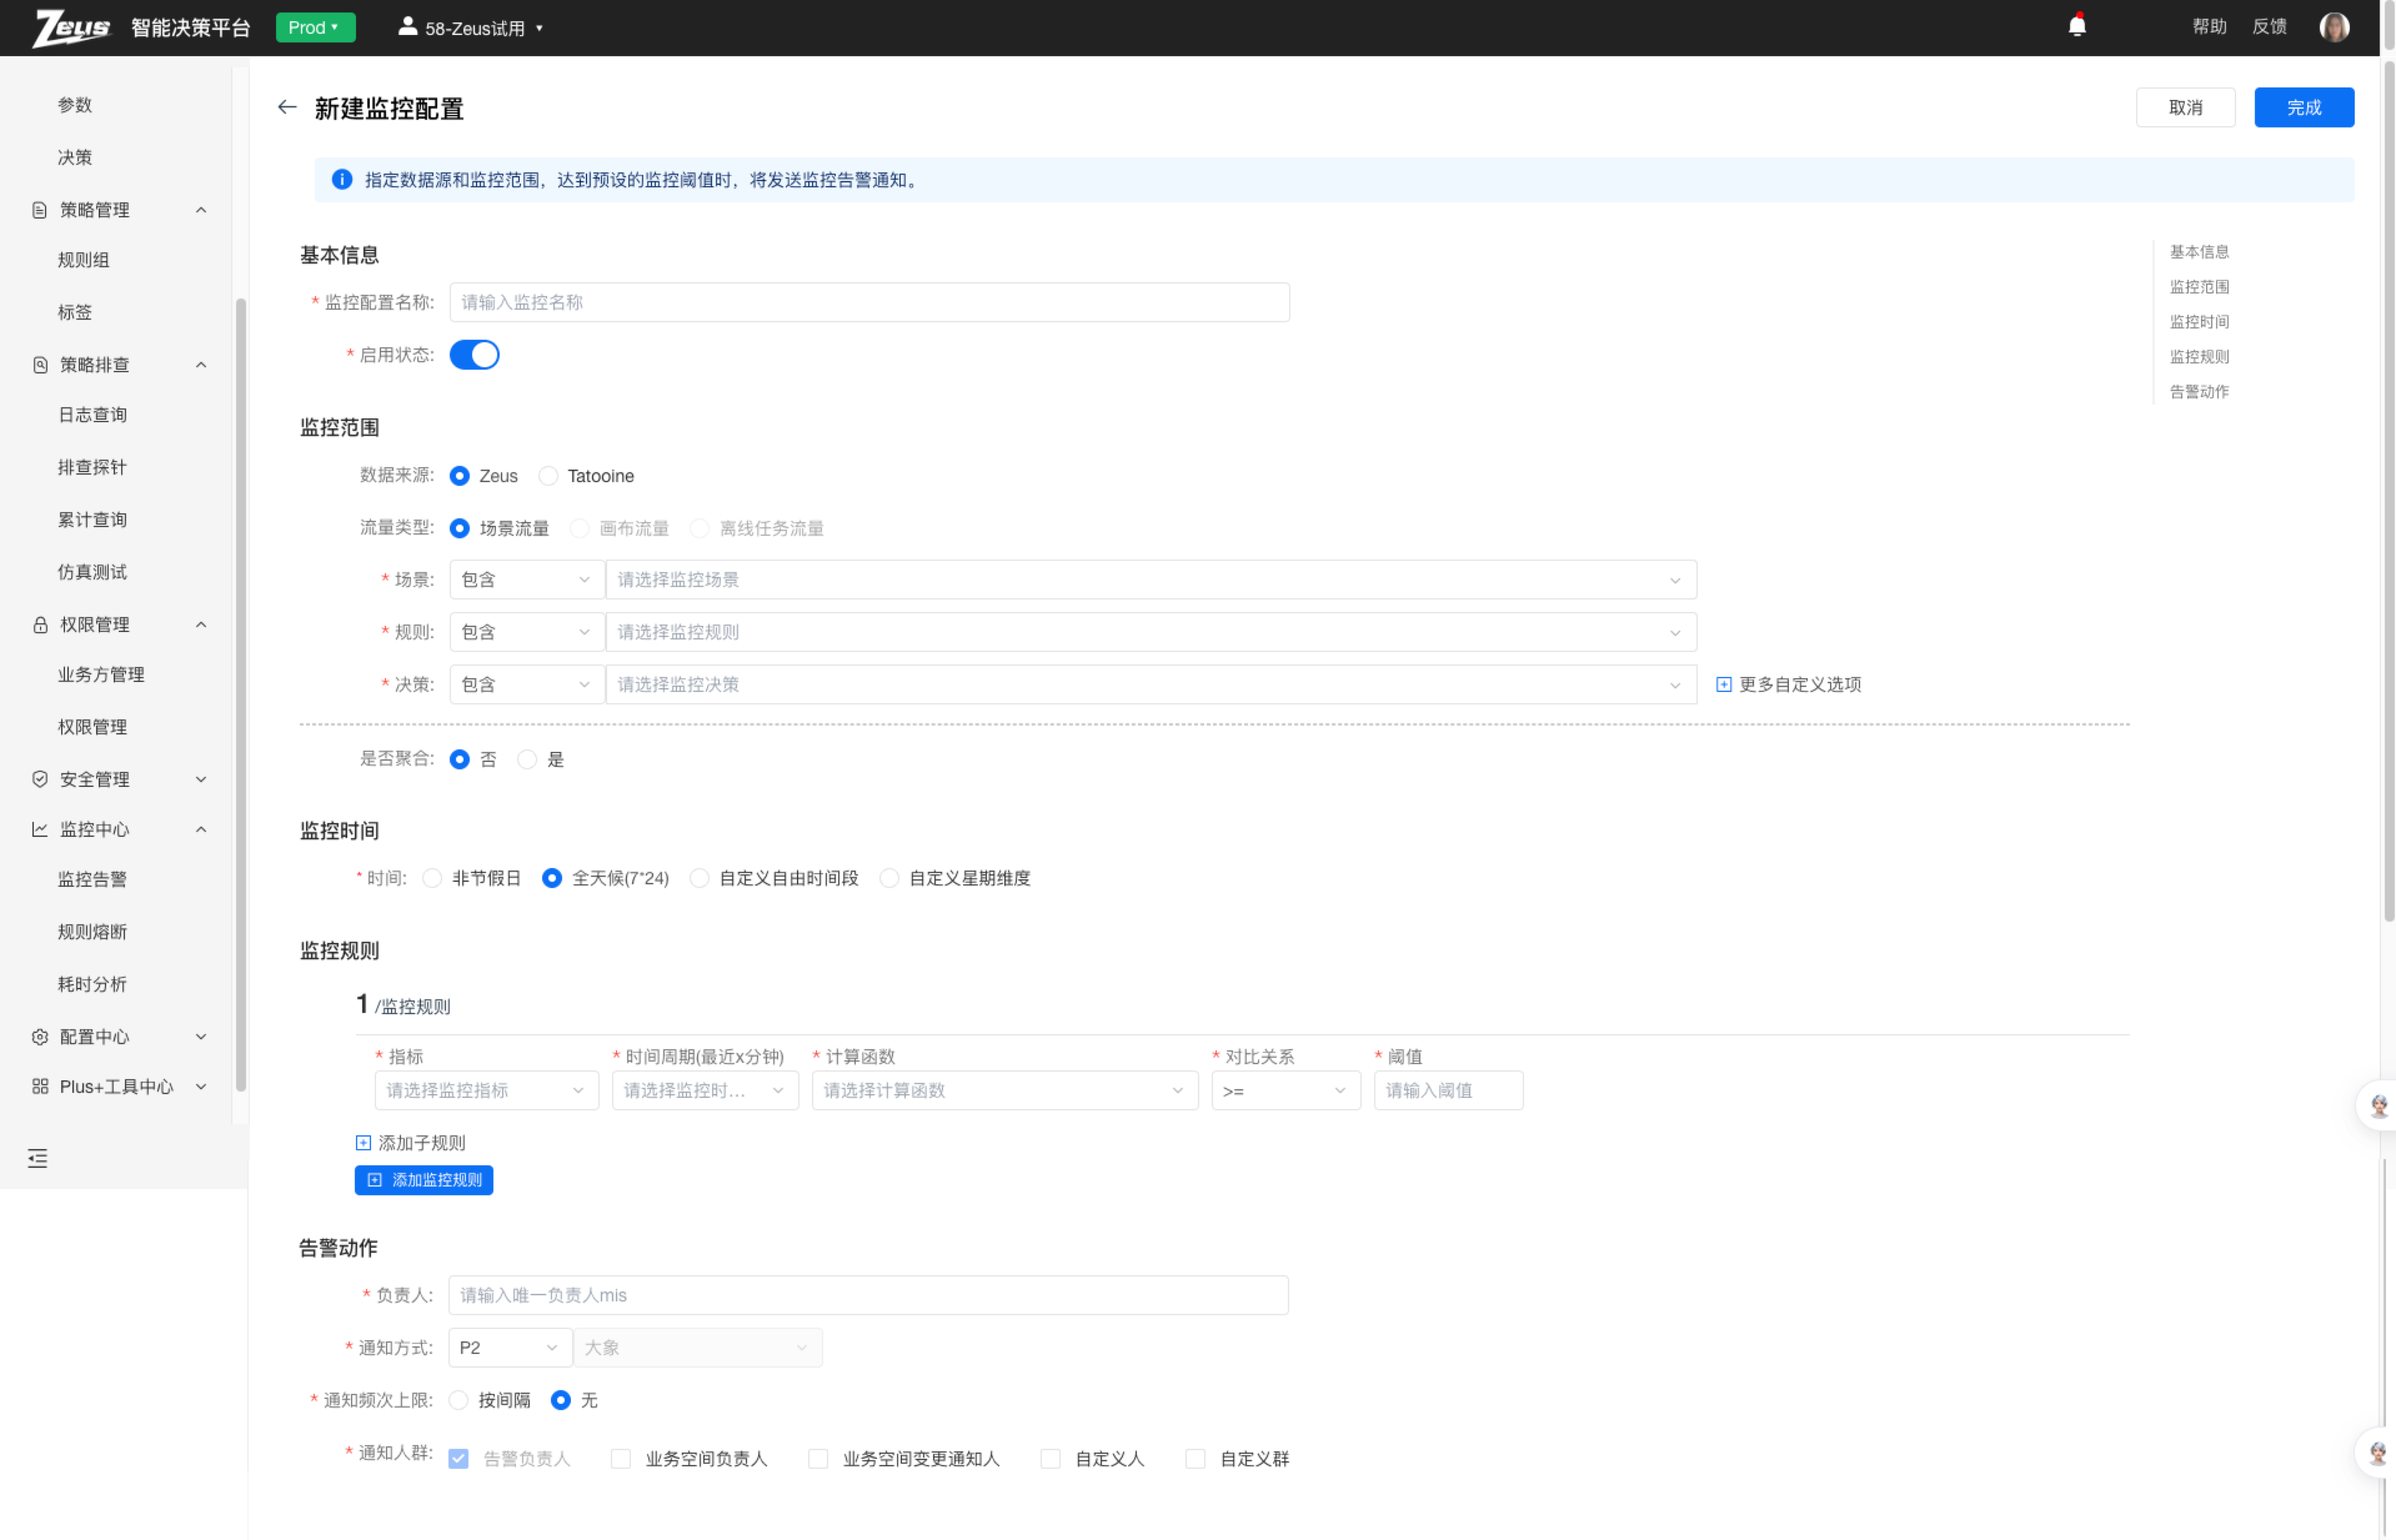 Zeus 智能决策平台 Prod 58-Zeus试用 帮助 反馈
参数
决策
策略管理
规则组
标签
策略排查
日志查询
排查探针
累计查询
仿真测试
权限管理
业务方管理
权限管理
安全管理
监控中心
监控告警
规则熔断
耗时分析
配置中心
Plus+工具中心
新建监控配置 取消 完成
指定数据源和监控范围，达到预设的监控阈值时，将发送监控告警通知。
基本信息
* 监控配置名称: 请输入监控名称
* 启用状态:
监控范围
数据来源: Zeus Tatooine
流量类型: 场景流量 画布流量 离线任务流量
* 场景: 包含 请选择监控场景
* 规则: 包含 请选择监控规则
* 决策: 包含 请选择监控决策 更多自定义选项
是否聚合: 否 是
监控时间
* 时间: 非节假日 全天候(7*24) 自定义自由时间段 自定义星期维度
监控规则
1 /监控规则
* 指标 * 时间周期(最近x分钟) * 计算函数 * 对比关系 * 阈值
请选择监控指标 请选择监控时... 请选择计算函数 >= 请输入阈值
添加子规则
添加监控规则
告警动作
* 负责人: 请输入唯一负责人mis
* 通知方式: P2 大象
* 通知频次上限: 按间隔 无
* 通知人群: 告警负责人 业务空间负责人 业务空间变更通知人 自定义人 自定义群
基本信息
监控范围
监控时间
监控规则
告警动作